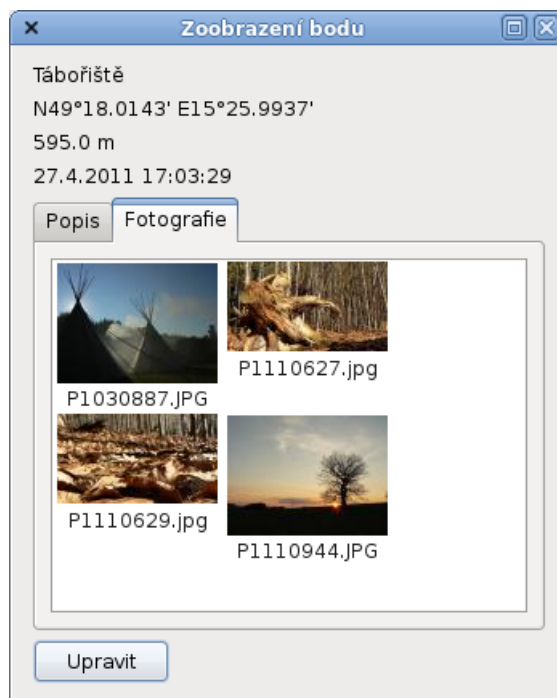 Zoobrazení bodu
Tábořiště
N49°18.0143' E15°25.9937'
595.0 m
27.4.2011 17:03:29
Popis Fotografie
P1030887.JPG
P1110627.jpg
P1110629.jpg
P1110944.JPG
Upravit